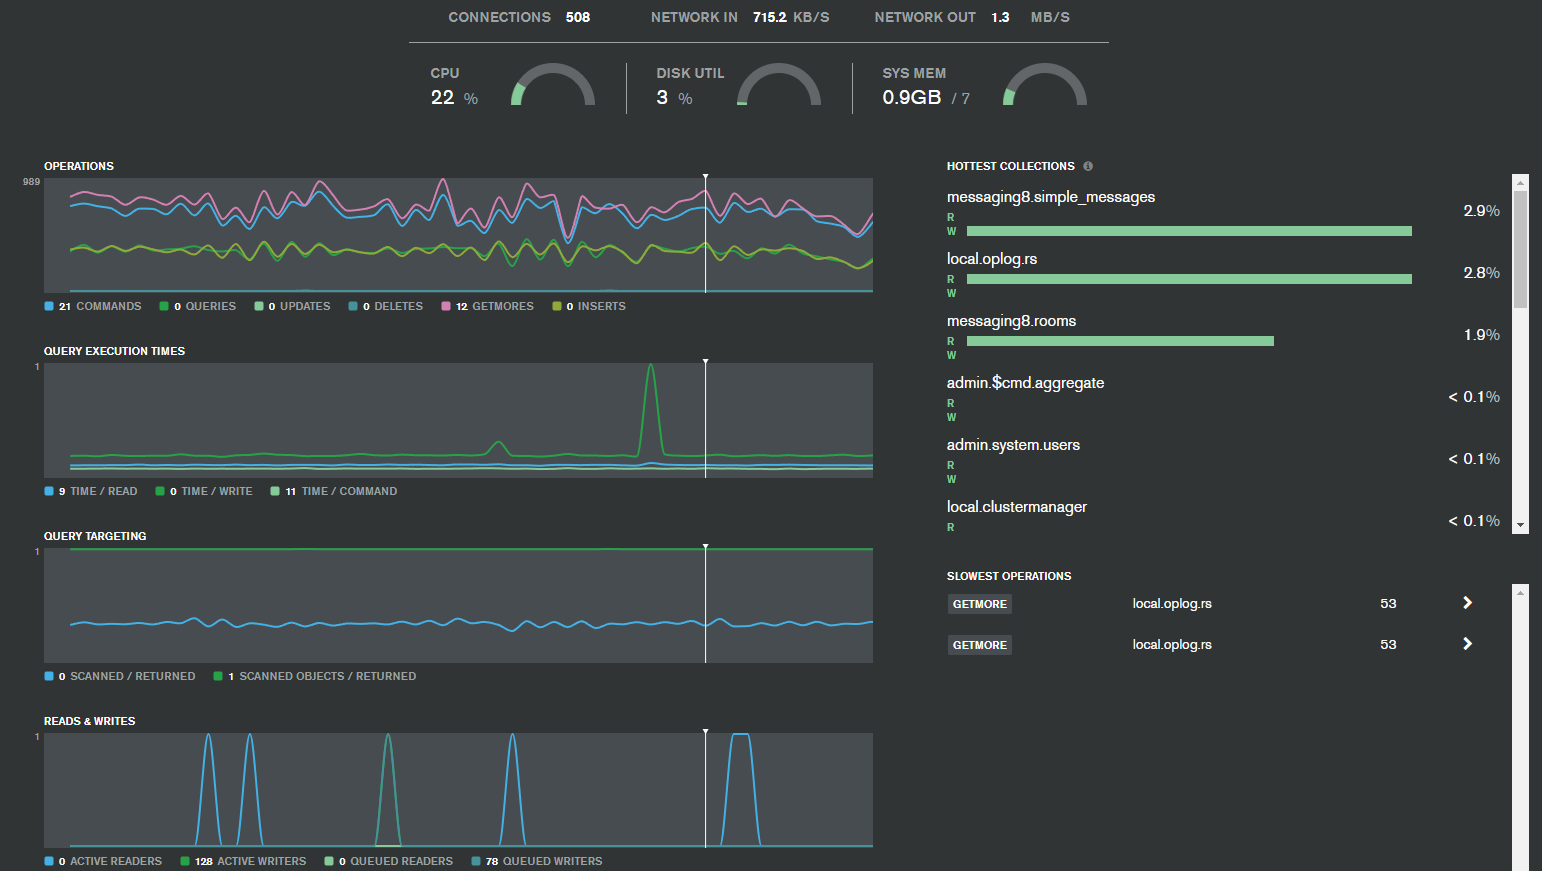 CONNECTIONS 508 NETWORK IN 715.2 KB/S NETWORK OUT 1.3 MB/S
CPU DISK UTIL SYS MEM
22 % 3 % 0.9GB / 7
OPERATIONS
989
21 COMMANDS 0 QUERIES 0 UPDATES 0 DELETES 12 GETMORES 0 INSERTS
QUERY EXECUTION TIMES
1
9 TIME / READ 0 TIME / WRITE 11 TIME / COMMAND
QUERY TARGETING
1
0 SCANNED / RETURNED 1 SCANNED OBJECTS / RETURNED
READS & WRITES
1
0 ACTIVE READERS 128 ACTIVE WRITERS 0 QUEUED READERS 78 QUEUED WRITERS
HOTTEST COLLECTIONS i
messaging8.simple_messages
R 2.9%
W
local.oplog.rs
R 2.8%
W
messaging8.rooms
R 1.9%
W
admin.$cmd.aggregate
R < 0.1%
W
admin.system.users
R < 0.1%
W
local.clustermanager
R < 0.1%
SLOWEST OPERATIONS
GETMORE local.oplog.rs 53
GETMORE local.oplog.rs 53